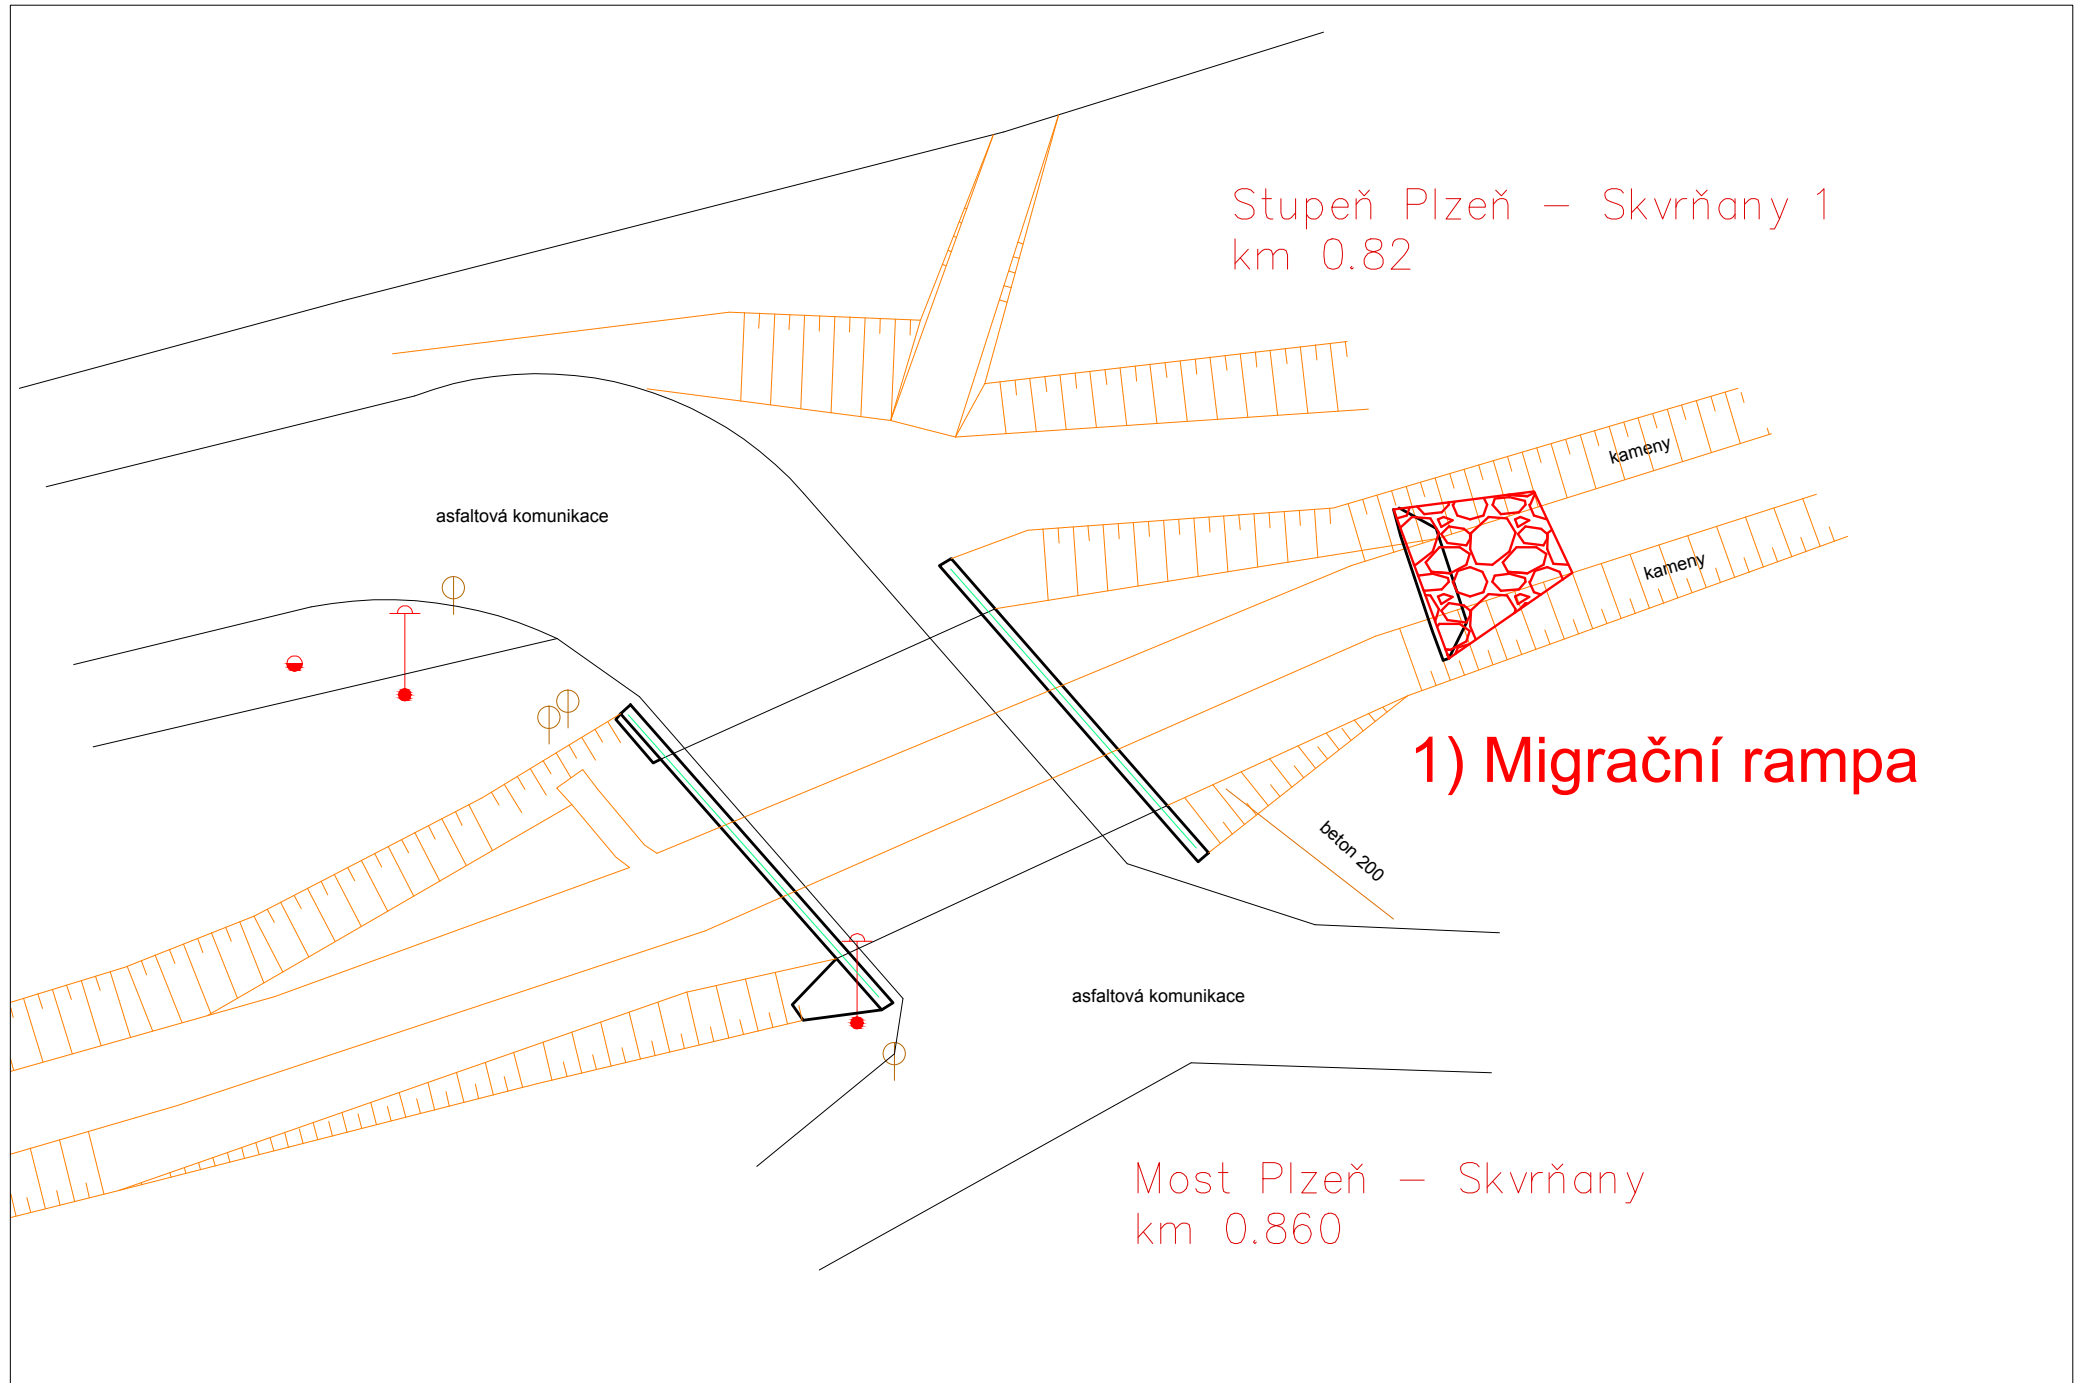 Stupeň Plzeň – Skvrňany 1
km 0.82
kameny
asfaltová komunikace
kameny
1) Migrační rampa
beton 200
asfaltová komunikace
Most Plzeň – Skvrňany
km 0.860